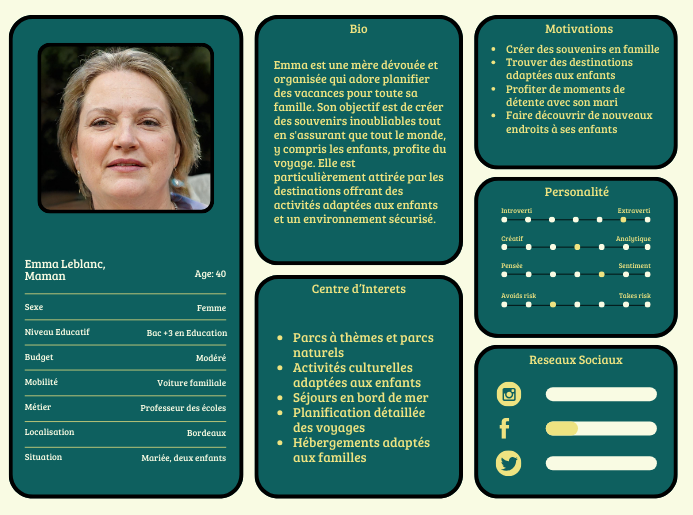 Emma Leblanc,
Maman
Age: 40
Sexe Femme
Niveau Educatif Bac +3 en Education
Budget Modéré
Mobilité Voiture familiale
Métier Professeur des écoles
Localisation Bordeaux
Situation Mariée, deux enfants
Bio
Emma est une mère dévouée et
organisée qui adore planifier
des vacances pour toute sa
famille. Son objectif est de créer
des souvenirs inoubliables tout
en s'assurant que tout le monde,
y compris les enfants, profite du
voyage. Elle est
particulièrement attirée par les
destinations offrant des
activités adaptées aux enfants
et un environnement sécurisé.
Centre d'Interets
• Parcs à thèmes et parcs
naturels
• Activités culturelles
adaptées aux enfants
• Séjours en bord de mer
• Planification détaillée
des voyages
• Hébergements adaptés
aux familles
Motivations
• Créer des souvenirs en famille
• Trouver des destinations
adaptées aux enfants
• Profiter de moments de
détente avec son mari
• Faire découvrir de nouveaux
endroits à ses enfants
Personalité
Introverti Extraverti
Créatif Analytique
Pensée Sentiment
Avoids risk Takes risk
Reseaux Sociaux